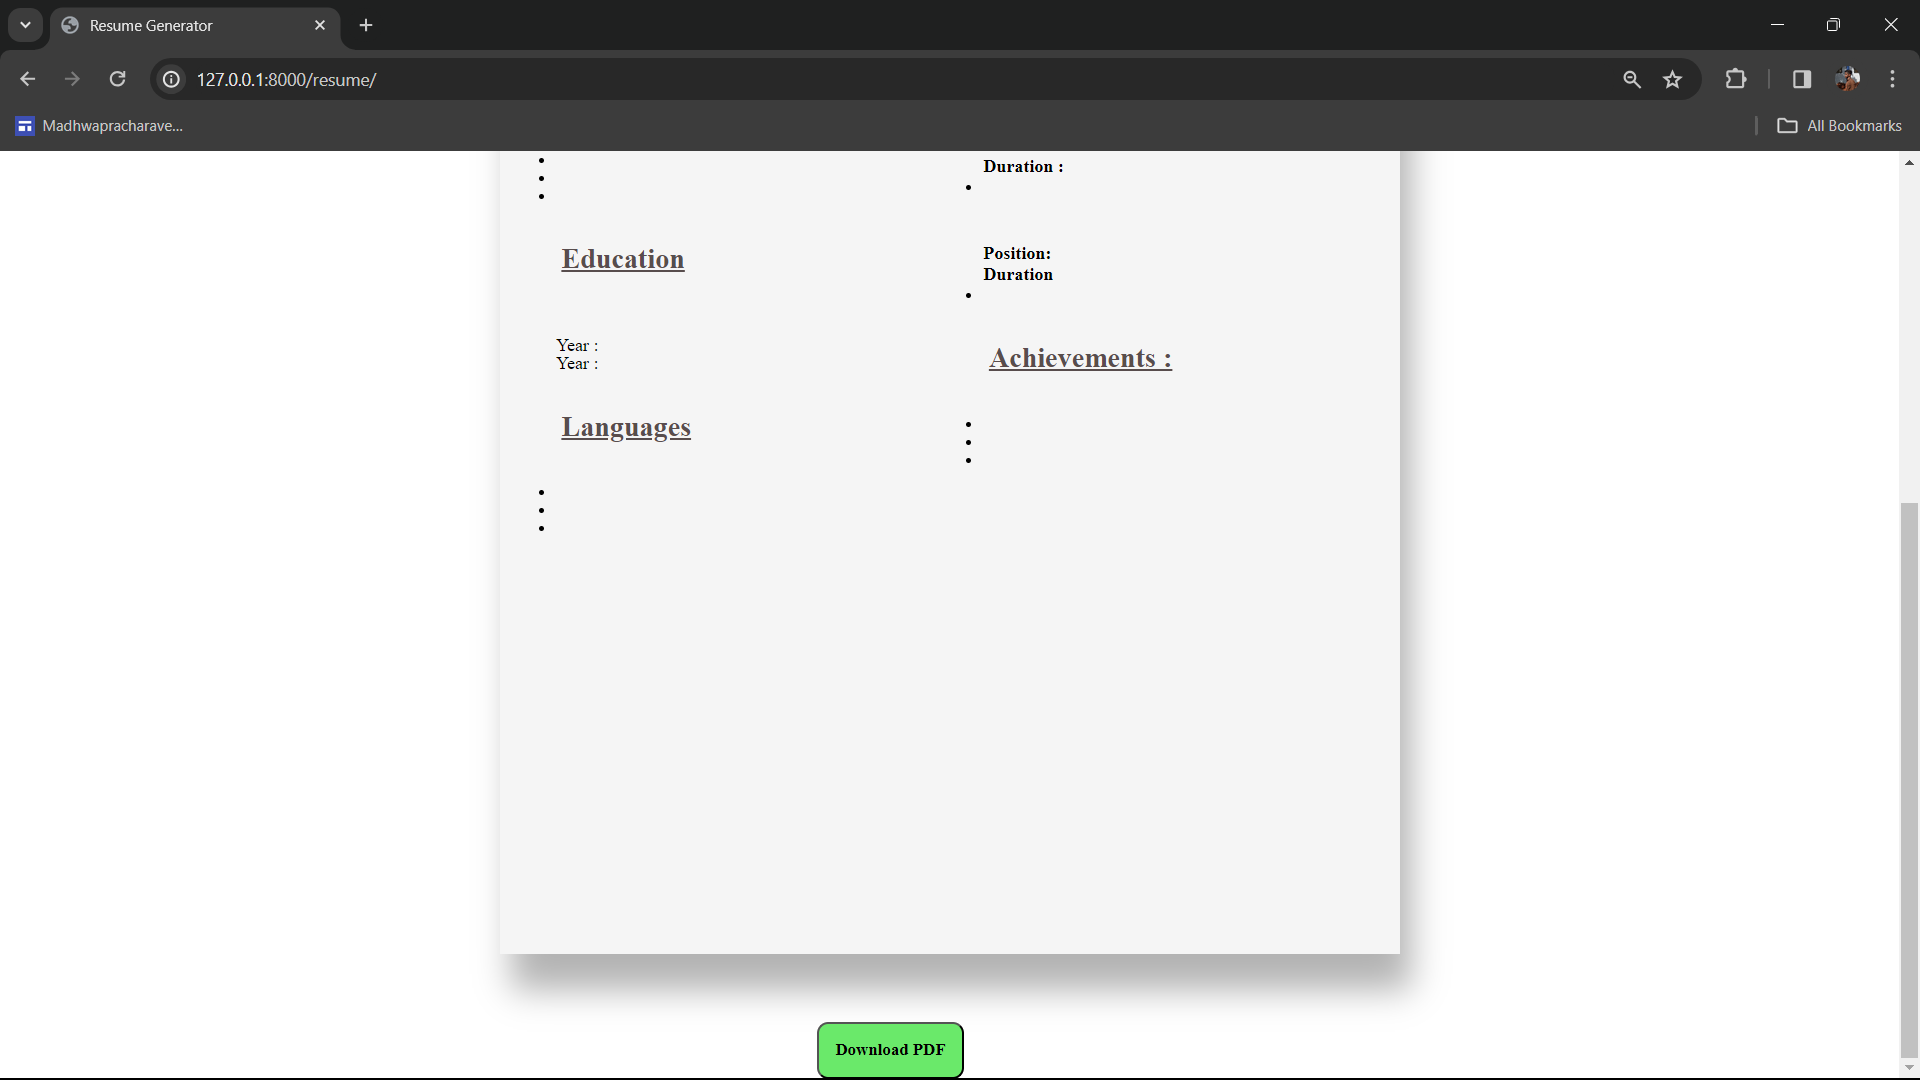 Resume Generator
127.0.0.1:8000/resume/
Madhwapracharave...
All Bookmarks
Education
Year :
Year :
Languages
Duration :
Position:
Duration
Achievements :
Download PDF